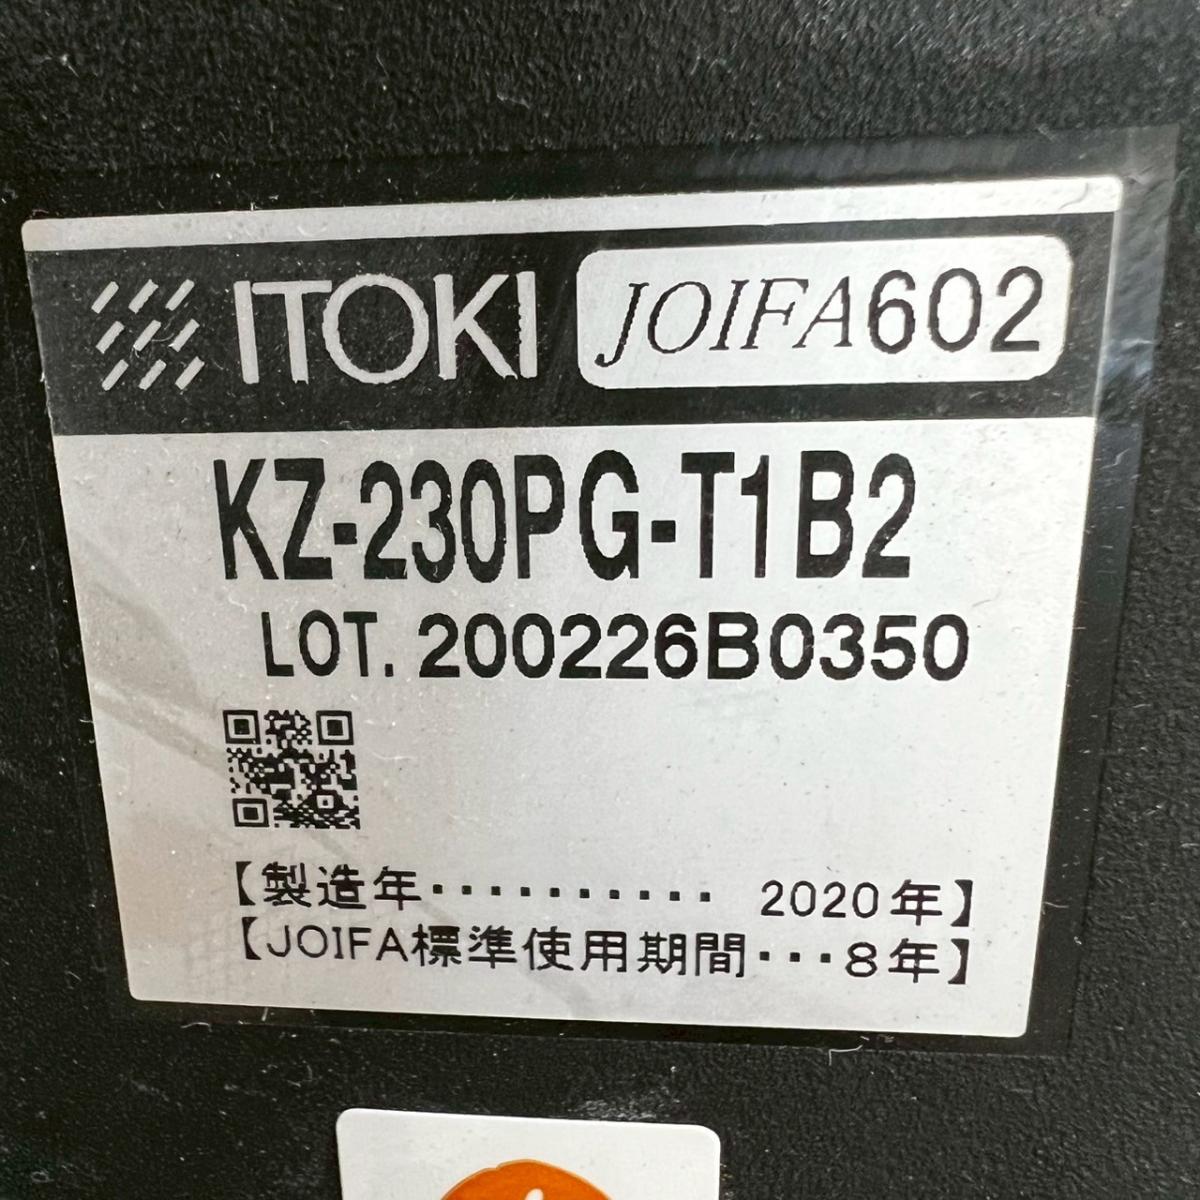 ITOKI JOIFA602
KZ-230PG-T1B2
LOT. 200226B0350
【製造年・・・・・・・・・・・ 2020年】
【JOIFA標準使用期間・・・8年】